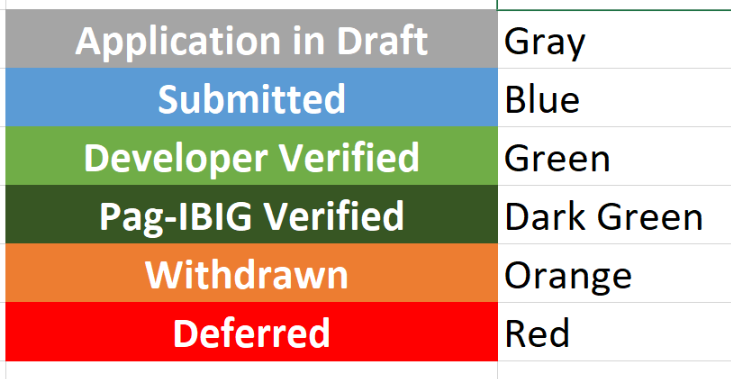 Application in Draft Gray
Submitted Blue
Developer Verified Green
Pag-IBIG Verified Dark Green
Withdrawn Orange
Deferred Red